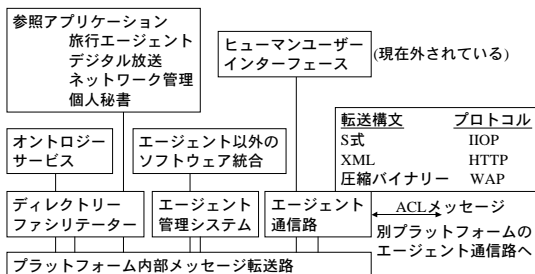 参照アプリケーション
旅行エージェント
デジタル放送
ネットワーク管理
個人秘書
ヒューマンユーザー
インターフェース
(現在外されている)
転送構文 プロトコル
S式 IIOP
XML HTTP
圧縮バイナリー WAP
オントロジー
サービス
エージェント以外の
ソフトウェア統合
ディレクトリー
ファシリテーター
エージェント
管理システム
エージェント
通信路
ACLメッセージ
別プラットフォームの
エージェント通信路へ
プラットフォーム内部メッセージ転送路